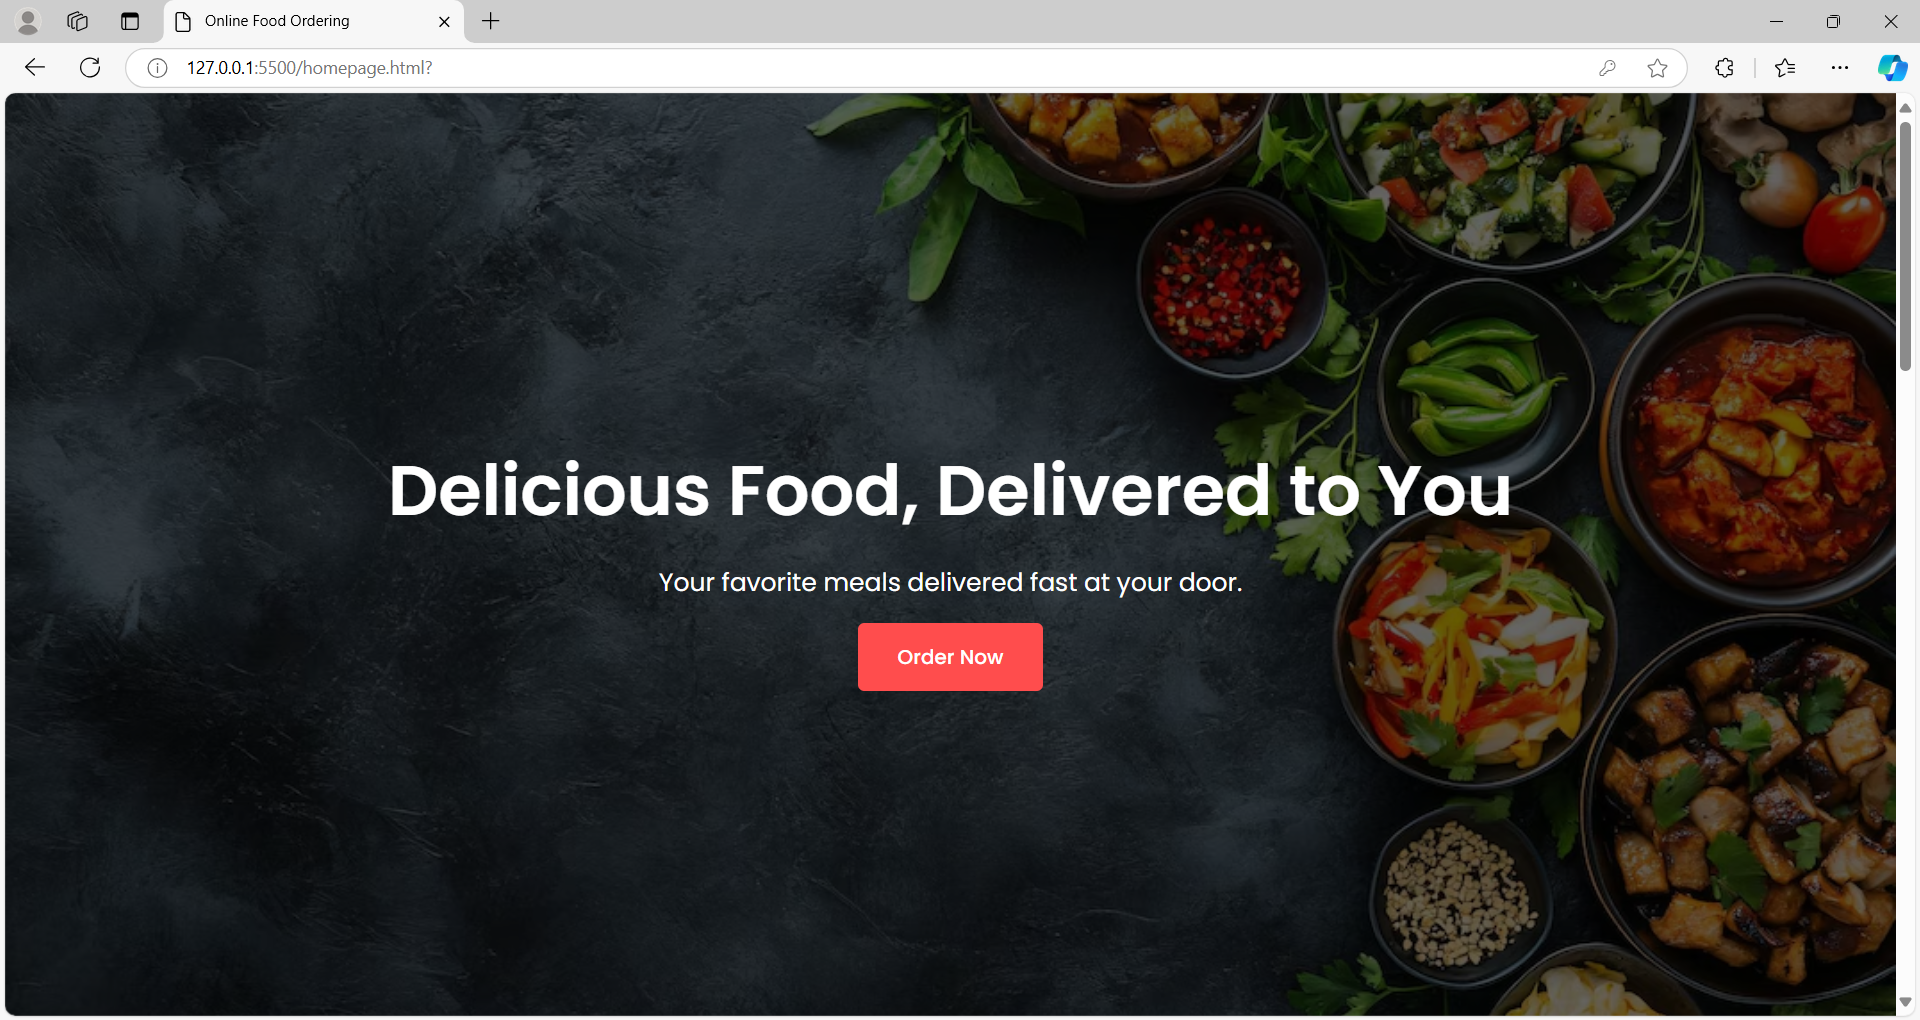 Online Food Ordering
127.0.0.1:5500/homepage.html?
Delicious Food, Delivered to You
Your favorite meals delivered fast at your door.
Order Now